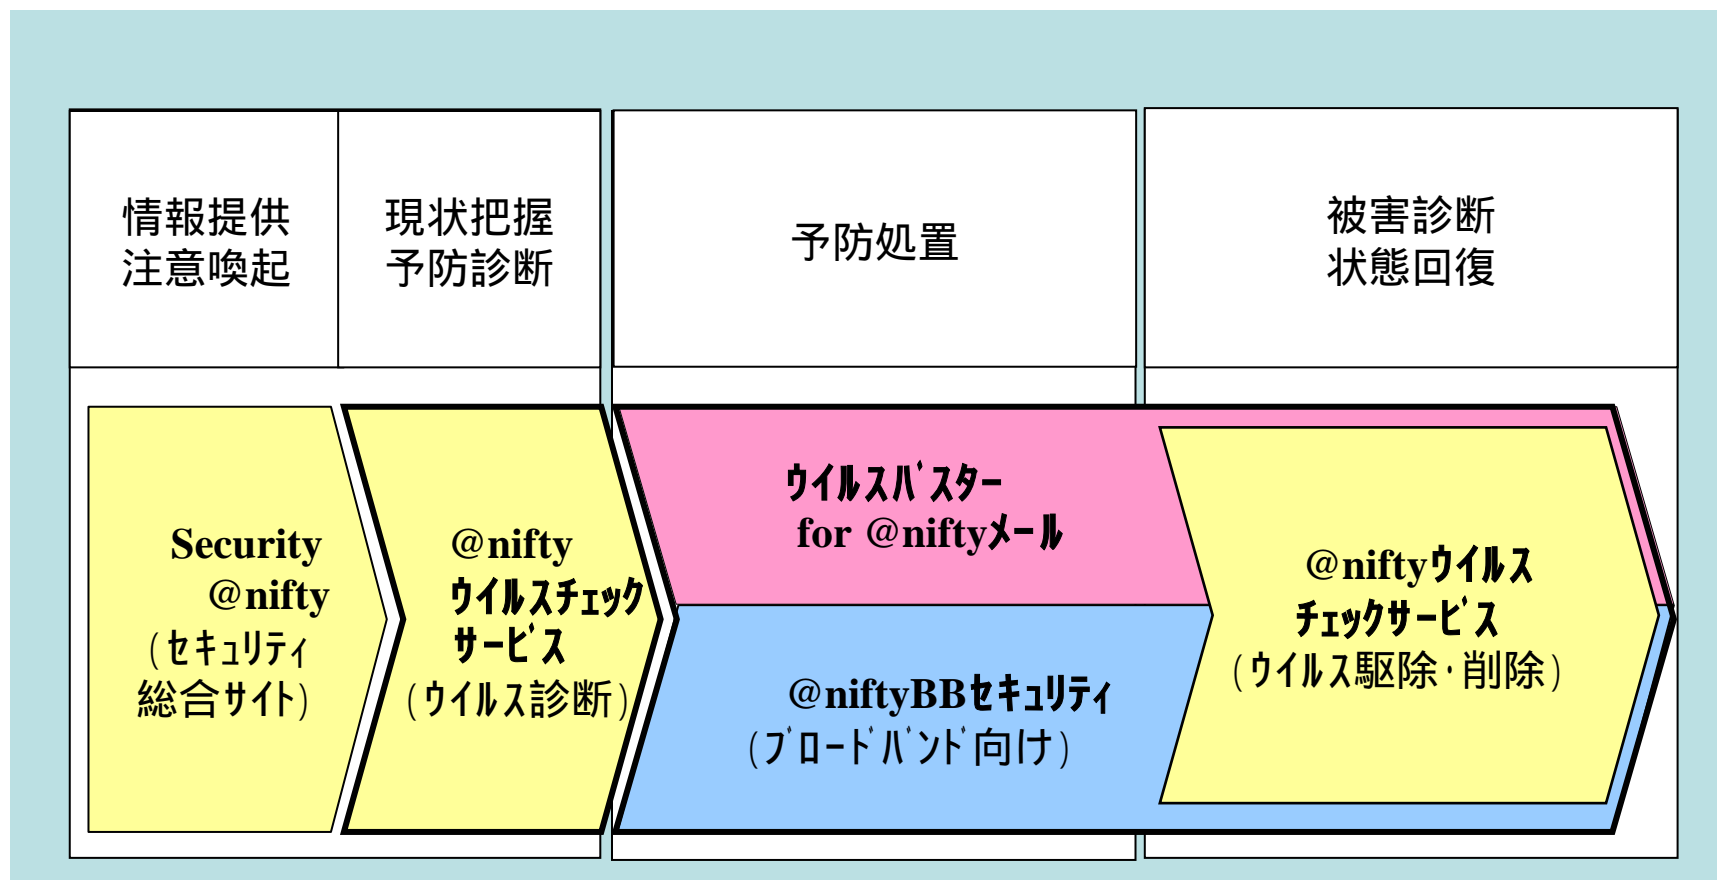 情報提供
注意喚起
現状把握
予防診断
予防処置
被害診断
状態回復
Security
@nifty
(ｾｷｭﾘﾃｨ
総合ｻｲﾄ)
@nifty
ｳｲﾙｽﾁｪｯｸ
ｻｰﾋﾞｽ
(ｳｲﾙｽ診断)
ｳｲﾙｽﾊﾞｽﾀｰ
for @niftyﾒｰﾙ
@niftyBBｾｷｭﾘﾃｨ
(ﾌﾞﾛｰﾄﾞﾊﾞﾝﾄﾞ向け)
@niftyｳｲﾙｽ
ﾁｪｯｸｻｰﾋﾞｽ
(ｳｲﾙｽ駆除･削除)